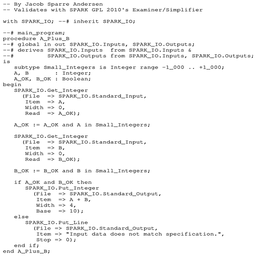 -- By Jacob Sparre Andersen
-- Validates with SPARK GPL 2010's Examiner/Simplifier
with SPARK_IO; --# inherit SPARK_IO;
--# main_program;
procedure A_Plus_B
--# global in out SPARK_IO.Inputs, SPARK_IO.Outputs;
--# derives SPARK_IO.Inputs from SPARK_IO.Inputs &
--# SPARK_IO.Outputs from SPARK_IO.Inputs, SPARK_IO.Outputs;
is
subtype Small_Integers is Integer range -1_000 .. +1_000;
A, B : Integer;
A_OK, B_OK : Boolean;
begin
SPARK_IO.Get_Integer
(File => SPARK_IO.Standard_Input,
Item => A,
Width => 0,
Read => A_OK);
A_OK := A_OK and A in Small_Integers;
SPARK_IO.Get_Integer
(File => SPARK_IO.Standard_Input,
Item => B,
Width => 0,
Read => B_OK);
B_OK := B_OK and B in Small_Integers;
if A_OK and B_OK then
SPARK_IO.Put_Integer
(File => SPARK_IO.Standard_Output,
Item => A + B,
Width => 4,
Base => 10);
else
SPARK_IO.Put_Line
(File => SPARK_IO.Standard_Output,
Item => "Input data does not match specification.",
Stop => 0);
end if;
end A_Plus_B;